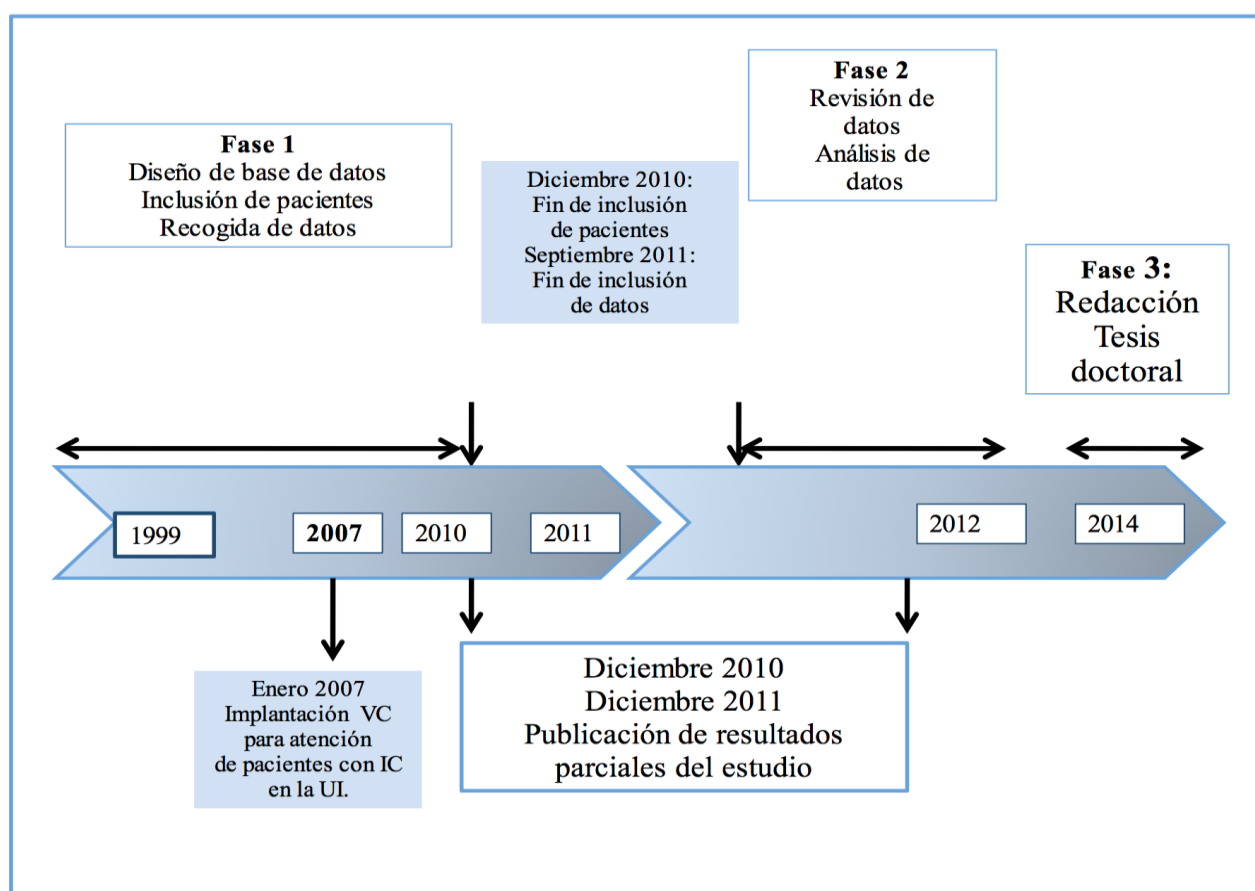 Fase 1
Diseño de base de datos
Inclusión de pacientes
Recogida de datos
Diciembre 2010:
Fin de inclusión
de pacientes
Septiembre 2011:
Fin de inclusión
de datos
Fase 2
Revisión de
datos
Análisis de
datos
Fase 3:
Redacción
Tesis
doctoral
1999
2007
2010
2011
2012
2014
Enero 2007
Implantación VC
para atención
de pacientes con IC
en la UI.
Diciembre 2010
Diciembre 2011
Publicación de resultados
parciales del estudio